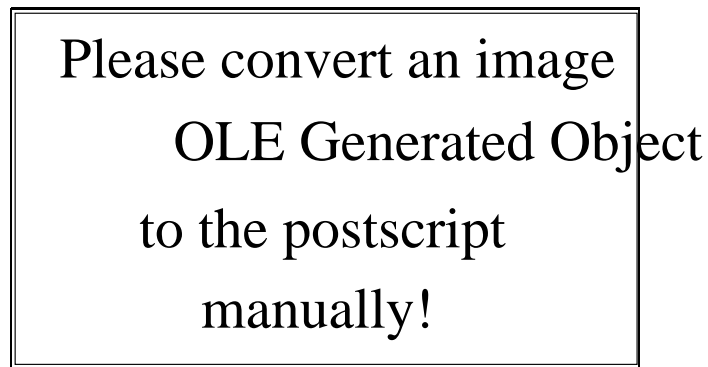 Please convert an image
OLE Generated Object
to the postscript
manually!